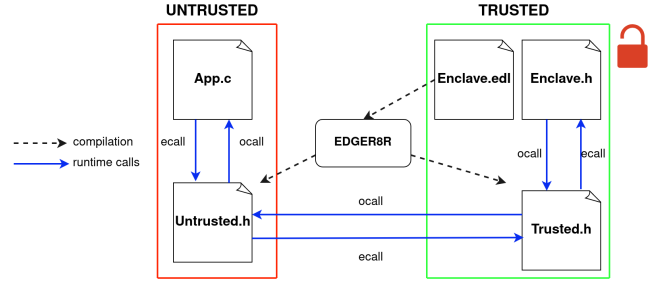 UNTRUSTED
TRUSTED
App.c
Enclave.edl
Enclave.h
compilation
runtime calls
ecall
ocall
EDGER8R
ocall
ecall
Untrusted.h
ocall
ecall
Trusted.h